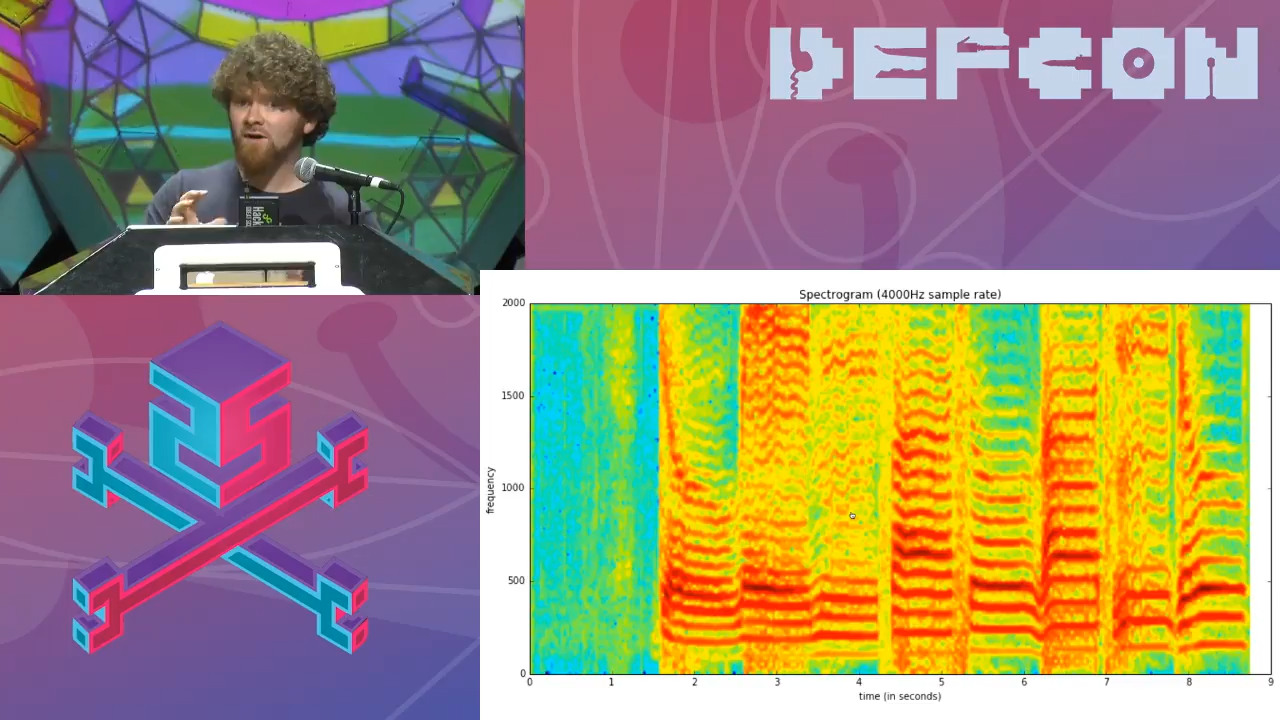 DEFCON
Hack
Spectrogram (4000Hz sample rate)
2000
1500
1000
500
0
frequency
0 1 2 3 4 5 6 7 8 9
time (in seconds)